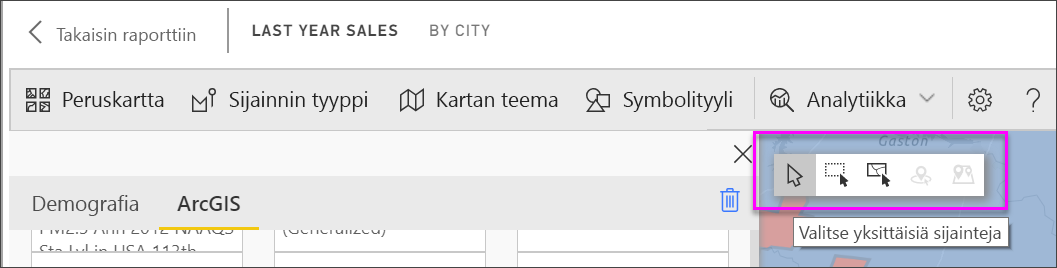 Takaisin raporttiin LAST YEAR SALES BY CITY
Peruskartta Sijainnin tyyppi Kartan teema Symbolityyli Analytiikka ?
Gaston
Demografia ArcGIS
Valitse yksittäisiä sijainteja
PM2.5 Ann 2012 NAAQS (Generalized)
Sta Jul in USA 113th